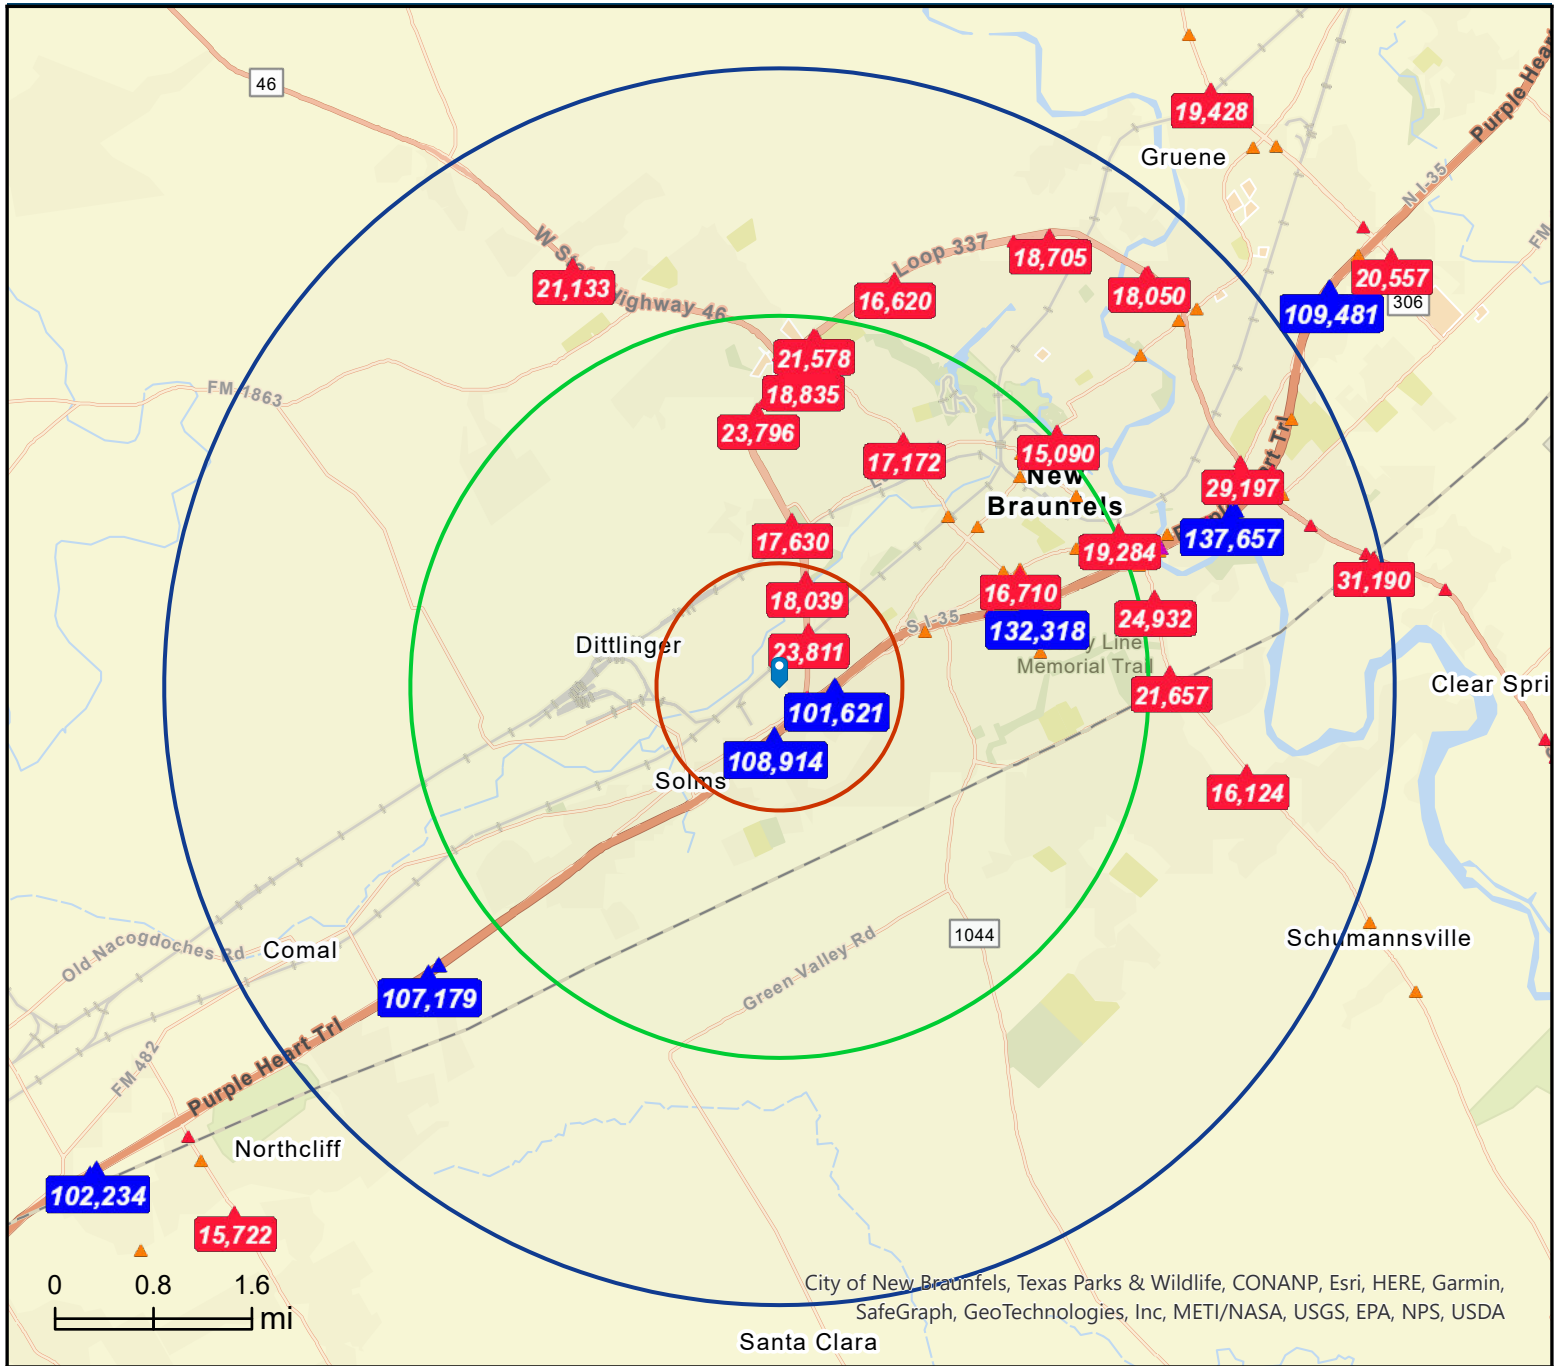 46
19,428
Gruene
Purple Hear
N I-35
FM
W State Highway 46
21,133
Loop 337
18,705
16,620
18,050
20,557
306
109,481
21,578
18,835
23,796
FM 1863
17,172
15,090
New
Braunfels
29,197
137,657
17,630
19,284
31,190
18,039
16,710
24,932
S I-35
132,318
Dittlinger
23,811
y Line
Memorial Trail
21,657
Clear Spri
101,621
108,914
Solms
16,124
1044
Schumannsville
Old Nacogdoches Rd
Comal
Green Valley Rd
107,179
FM 482
Purple Heart Trl
Northcliff
102,234
15,722
0 0.8 1.6
mi
City of New Braunfels, Texas Parks & Wildlife, CONANP, Esri, HERE, Garmin,
SafeGraph, GeoTechnologies, Inc, METI/NASA, USGS, EPA, NPS, USDA
Santa Clara